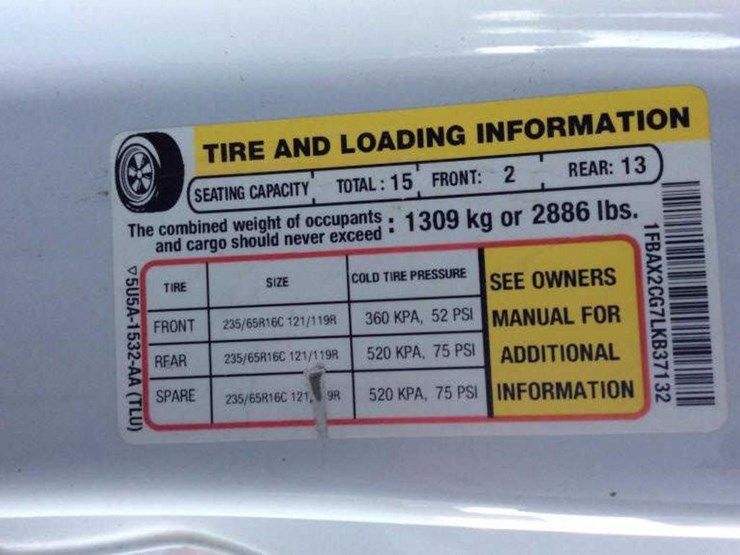 TIRE AND LOADING INFORMATION
SEATING CAPACITY TOTAL : 15 FRONT: 2 REAR: 13
The combined weight of occupants and cargo should never exceed : 1309 kg or 2886 lbs.
TIRE SIZE COLD TIRE PRESSURE
FRONT 235/65R16C 121/119R 360 KPA, 52 PSI
REAR 235/65R16C 121/119R 520 KPA, 75 PSI
SPARE 235/65R16C 121/ 9R 520 KPA, 75 PSI
SEE OWNERS
MANUAL FOR
ADDITIONAL
INFORMATION
5U5A-1532-AA (TLU)
1FBAX2CG7LKB37132